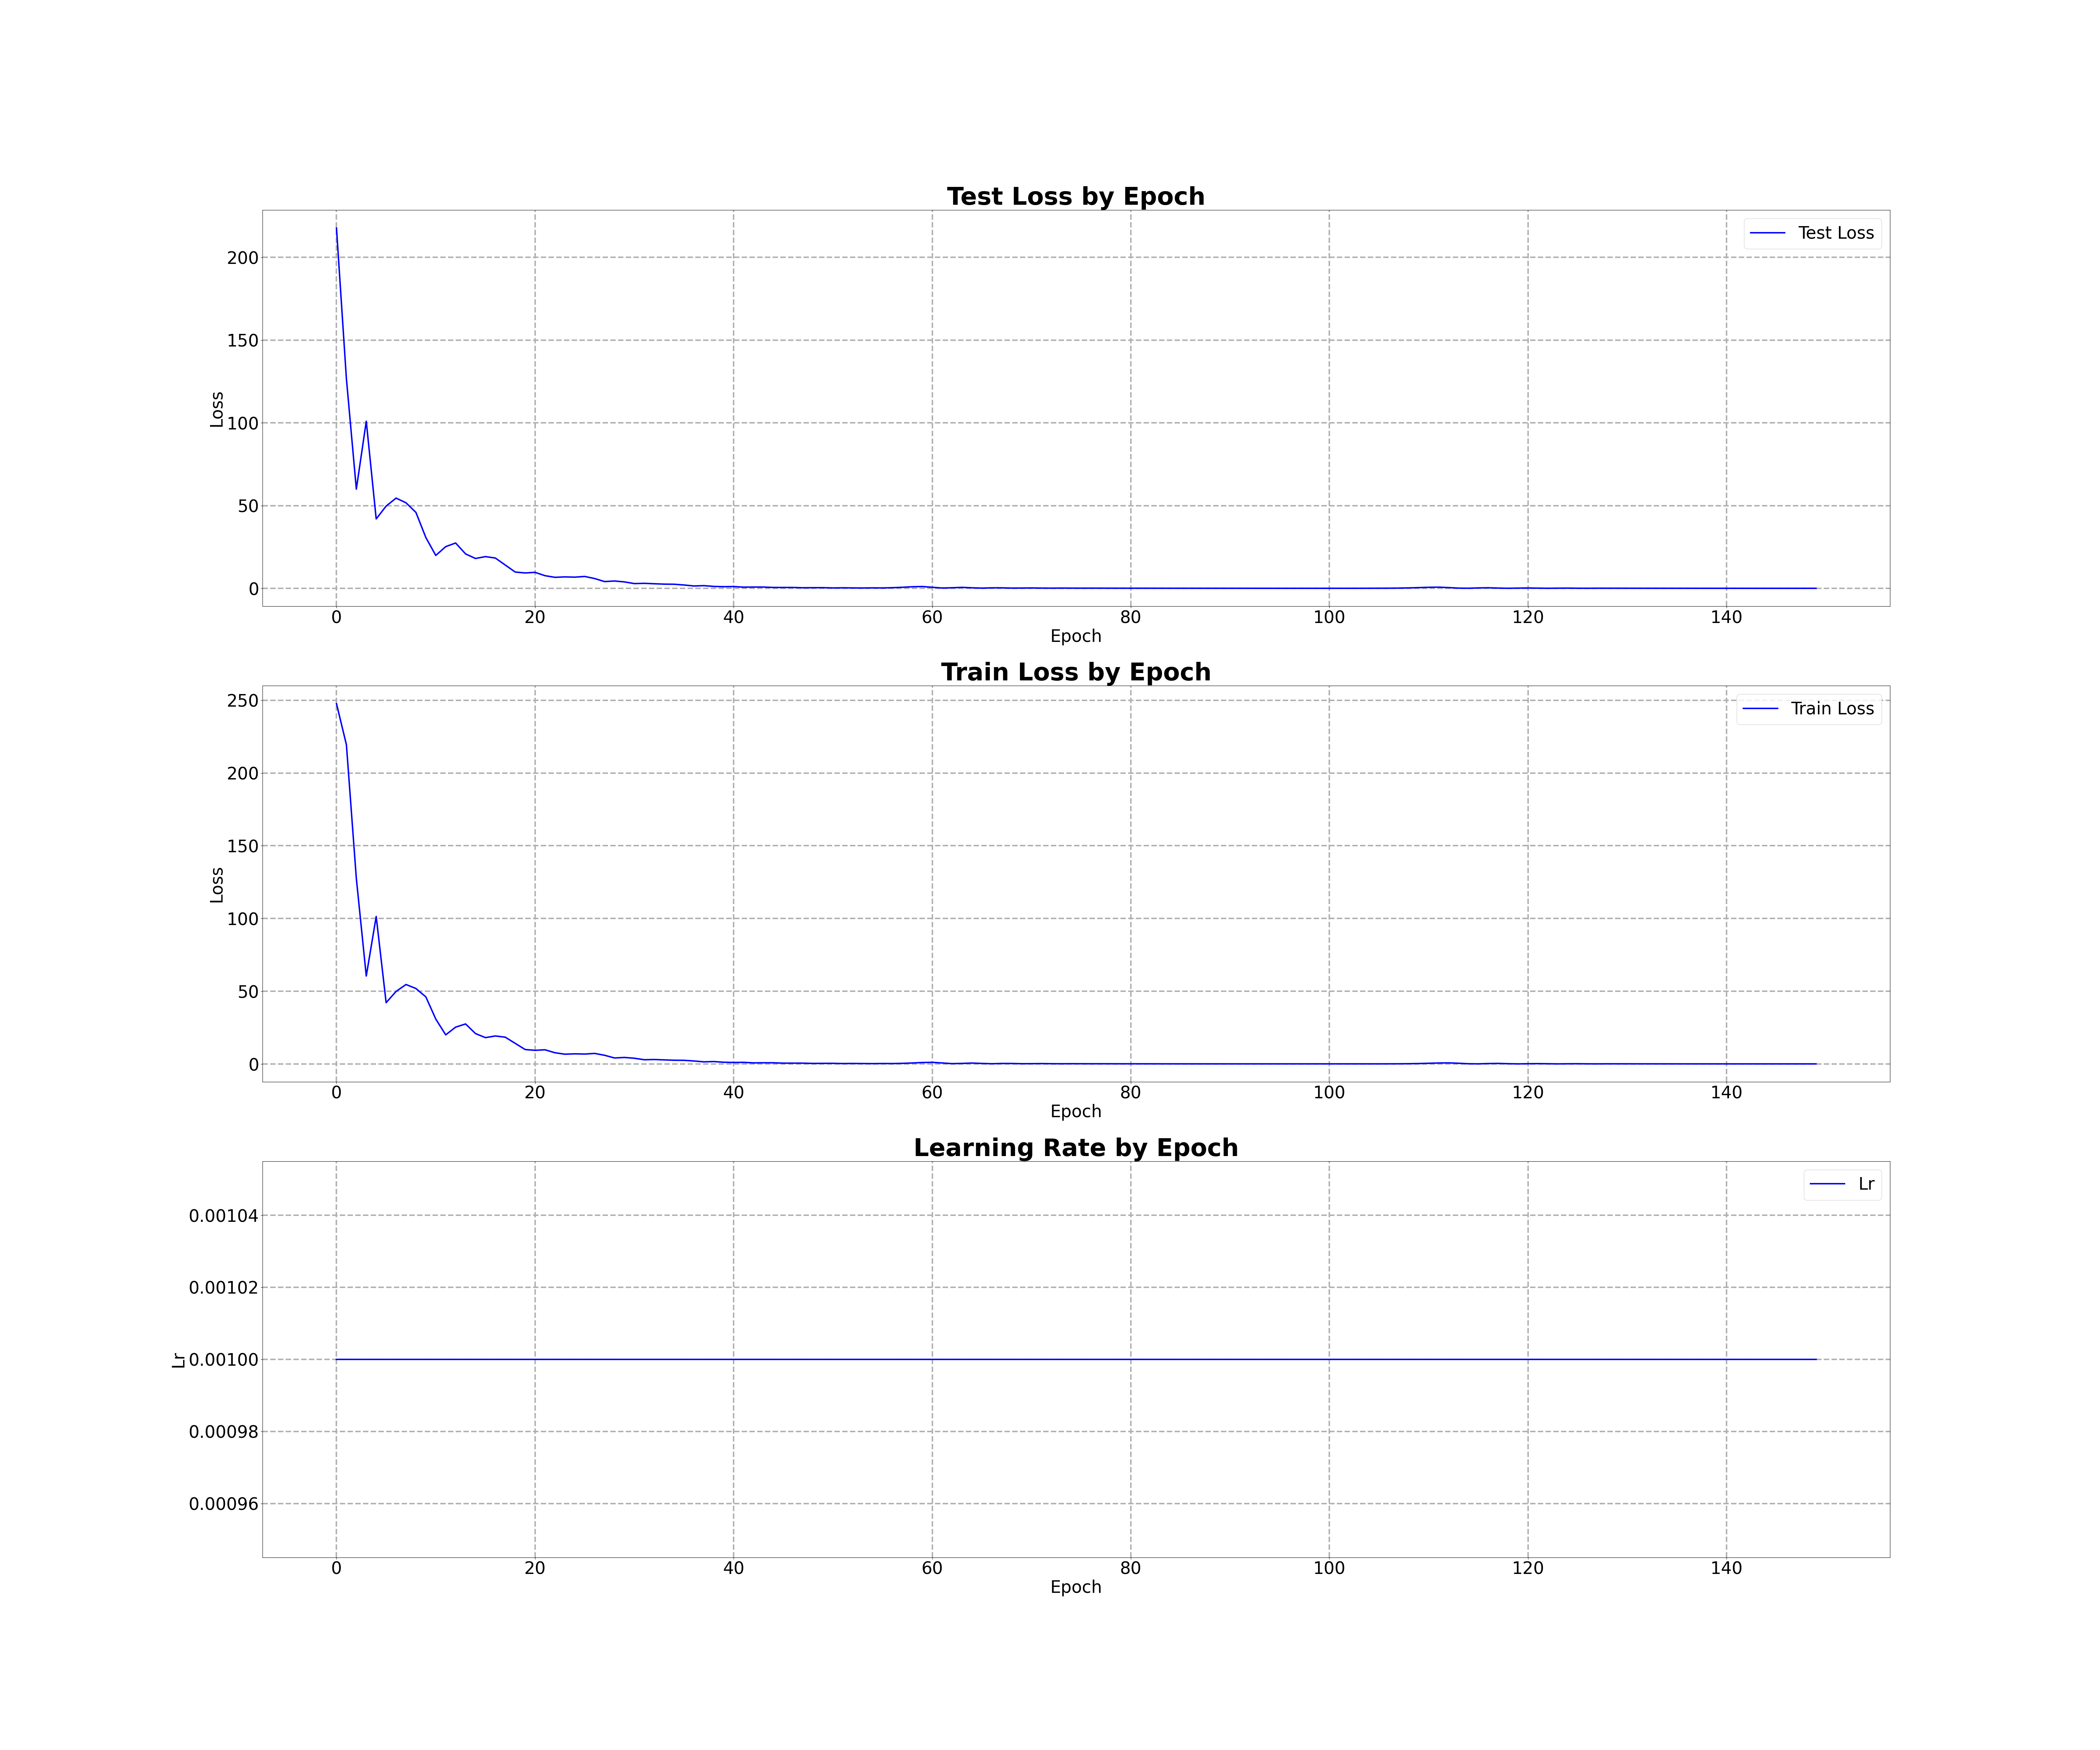 Test Loss by Epoch
Test Loss
200
150
100
50
0
Loss
0 20 40 60 80 100 120 140
Epoch
Train Loss by Epoch
Train Loss
250
200
150
100
50
0
Loss
0 20 40 60 80 100 120 140
Epoch
Learning Rate by Epoch
Lr
0.00104
0.00102
0.00100
0.00098
0.00096
Lr
0 20 40 60 80 100 120 140
Epoch